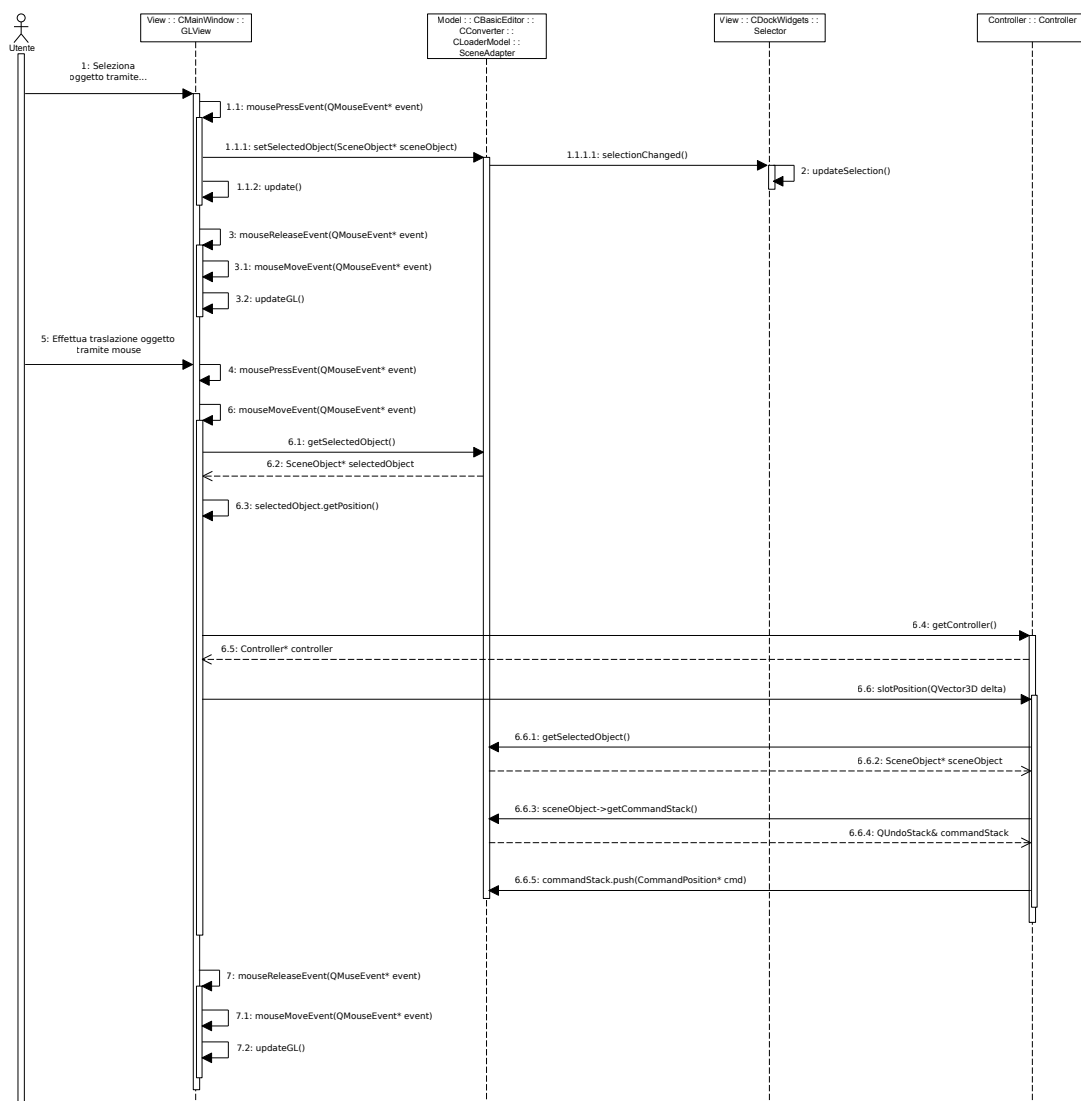 View : : CMainWindow : :
GLView
Model : : CBasicEditor : :
CConverter : :
CLoaderModel : :
SceneAdapter
View : : CDockWidgets : :
Selector
Controller : : Controller
Utente
1: Seleziona
oggetto tramite...
1.1: mousePressEvent(QMouseEvent* event)
1.1.1: setSelectedObject(SceneObject* sceneObject)
1.1.1.1: selectionChanged()
2: updateSelection()
1.1.2: update()
3: mouseReleaseEvent(QMouseEvent* event)
3.1: mouseMoveEvent(QMouseEvent* event)
3.2: updateGL()
5: Effettua traslazione oggetto
tramite mouse
4: mousePressEvent(QMouseEvent* event)
6: mouseMoveEvent(QMouseEvent* event)
6.1: getSelectedObject()
6.2: SceneObject* selectedObject
6.3: selectedObject.getPosition()
6.4: getController()
6.5: Controller* controller
6.6: slotPosition(QVector3D delta)
6.6.1: getSelectedObject()
6.6.2: SceneObject* sceneObject
6.6.3: sceneObject->getCommandStack()
6.6.4: QUndoStack& commandStack
6.6.5: commandStack.push(CommandPosition* cmd)
7: mouseReleaseEvent(QMuseEvent* event)
7.1: mouseMoveEvent(QMouseEvent* event)
7.2: updateGL()